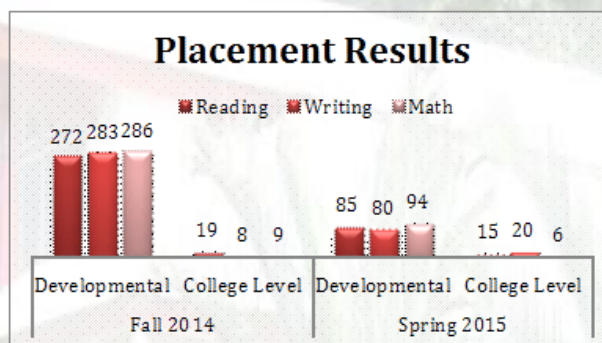 Placement Results
Reading Writing Math
272 283 286
19 8 9
85 80 94
15 20 6
Developmental College Level Developmental College Level
Fall 2014 Spring 2015